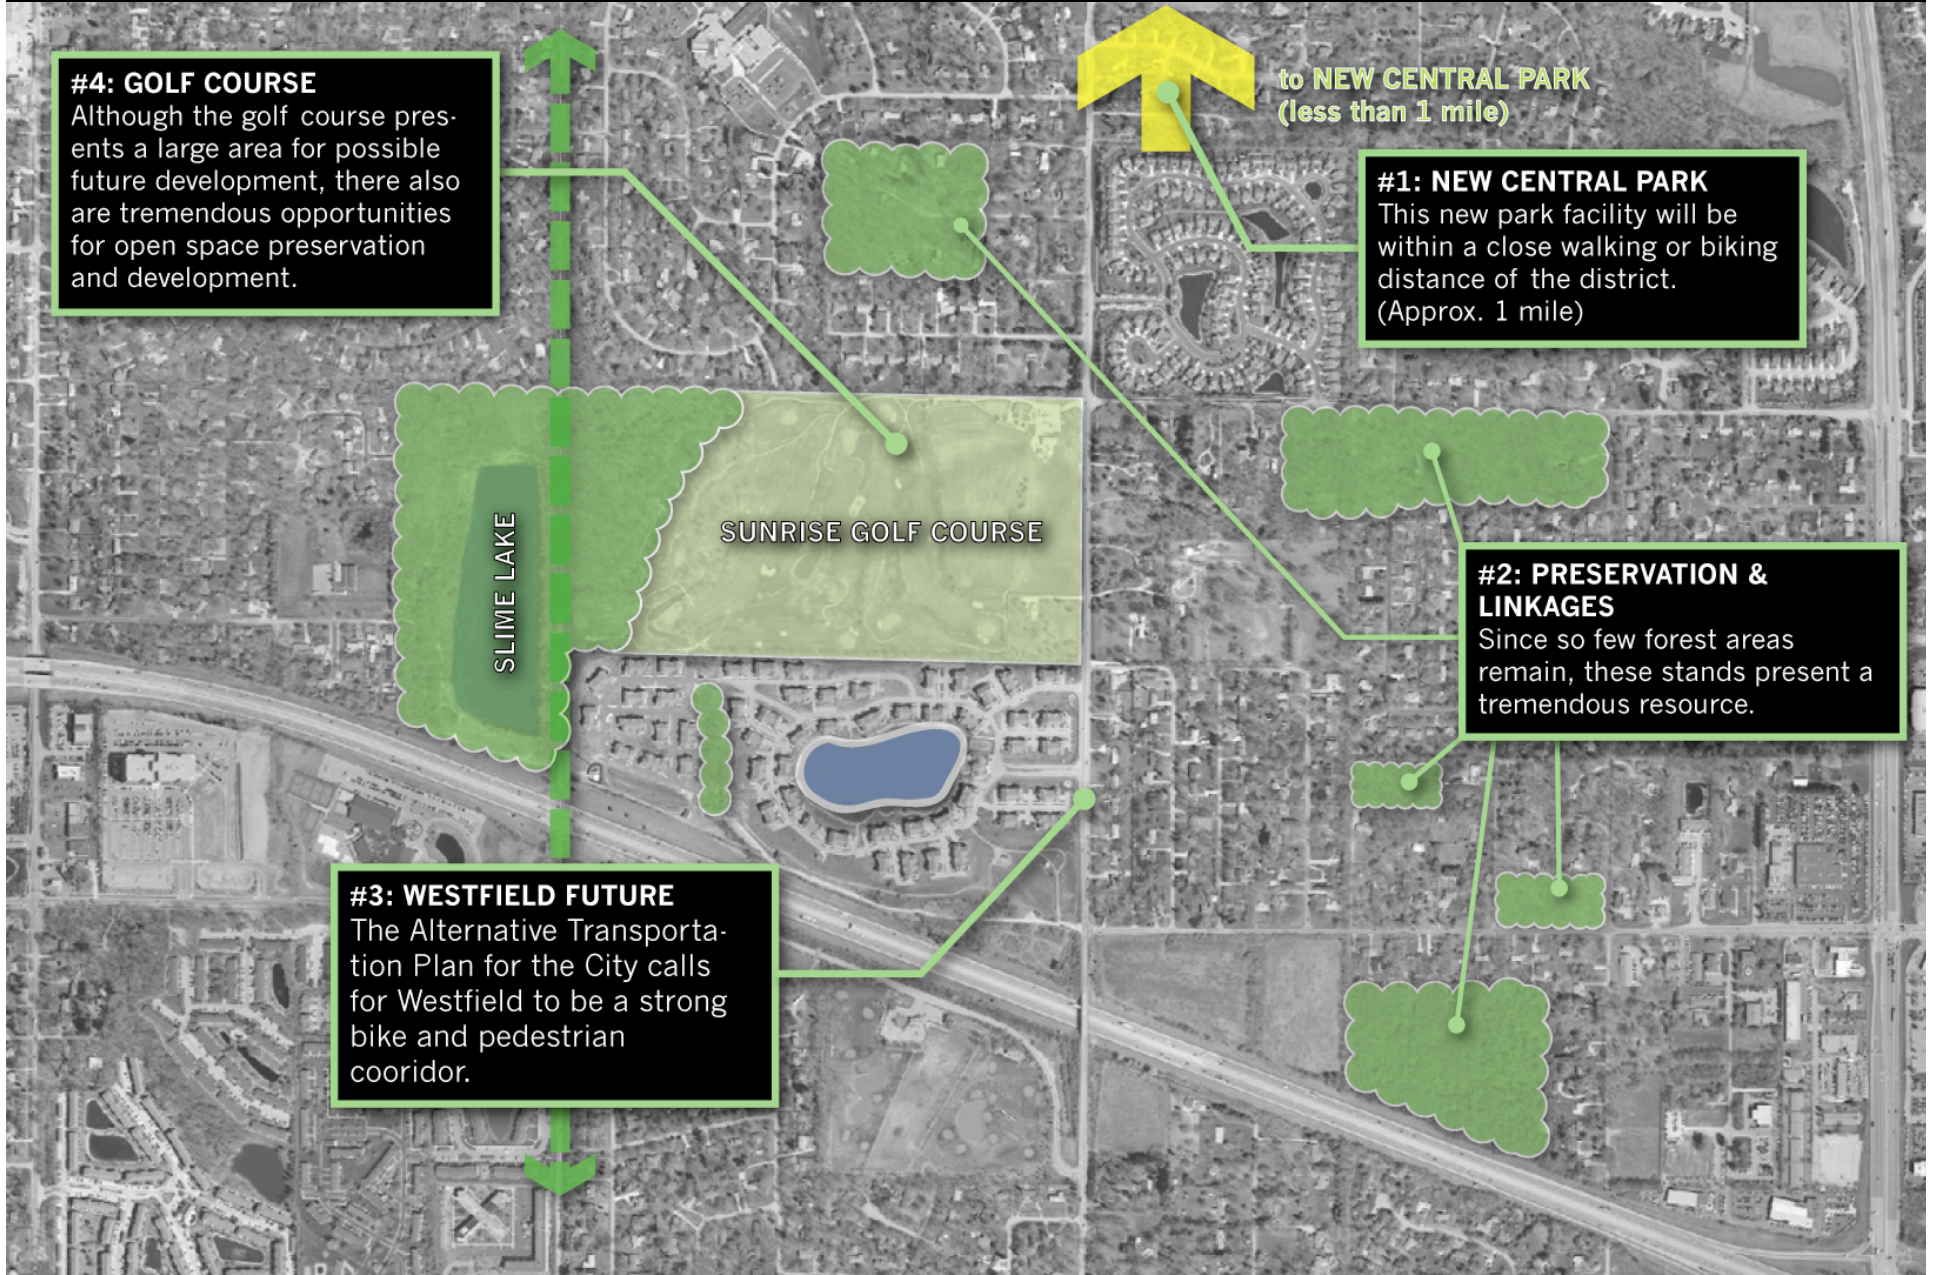 #4: GOLF COURSE
Although the golf course pres-
ents a large area for possible
future development, there also
are tremendous opportunities
for open space preservation
and development.
to NEW CENTRAL PARK
(less than 1 mile)
#1: NEW CENTRAL PARK
This new park facility will be
within a close walking or biking
distance of the district.
(Approx. 1 mile)
SLIME LAKE
SUNRISE GOLF COURSE
#2: PRESERVATION &
LINKAGES
Since so few forest areas
remain, these stands present a
tremendous resource.
#3: WESTFIELD FUTURE
The Alternative Transporta-
tion Plan for the City calls
for Westfield to be a strong
bike and pedestrian
cooridor.